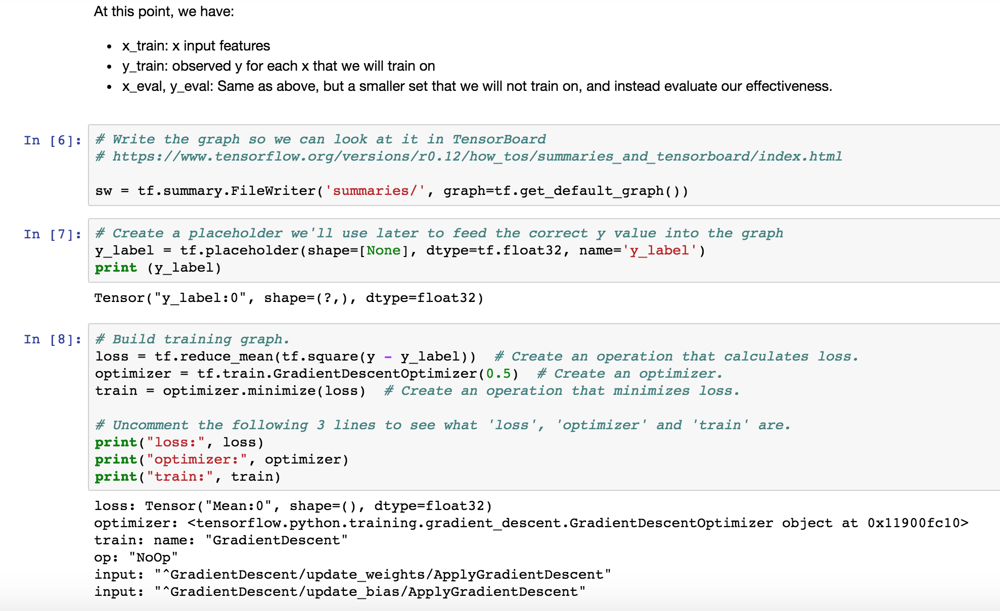 At this point, we have:
• x_train: x input features
• y_train: observed y for each x that we will train on
• x_eval, y_eval: Same as above, but a smaller set that we will not train on, and instead evaluate our effectiveness.
In [6]: # Write the graph so we can look at it in TensorBoard
# https://www.tensorflow.org/versions/r0.12/how_tos/summaries_and_tensorboard/index.html
sw = tf.summary.FileWriter('summaries/', graph=tf.get_default_graph())
In [7]: # Create a placeholder we'll use later to feed the correct y value into the graph
y_label = tf.placeholder(shape=[None], dtype=tf.float32, name='y_label')
print (y_label)
Tensor("y_label:0", shape=(?,), dtype=float32)
In [8]: # Build training graph.
loss = tf.reduce_mean(tf.square(y - y_label))  # Create an operation that calculates loss.
optimizer = tf.train.GradientDescentOptimizer(0.5)  # Create an optimizer.
train = optimizer.minimize(loss)  # Create an operation that minimizes loss.
# Uncomment the following 3 lines to see what 'loss', 'optimizer' and 'train' are.
print("loss:", loss)
print("optimizer:", optimizer)
print("train:", train)
loss: Tensor("Mean:0", shape=(), dtype=float32)
optimizer: <tensorflow.python.training.gradient_descent.GradientDescentOptimizer object at 0x11900fc10>
train: name: "GradientDescent"
op: "NoOp"
input: "^GradientDescent/update_weights/ApplyGradientDescent"
input: "^GradientDescent/update_bias/ApplyGradientDescent"